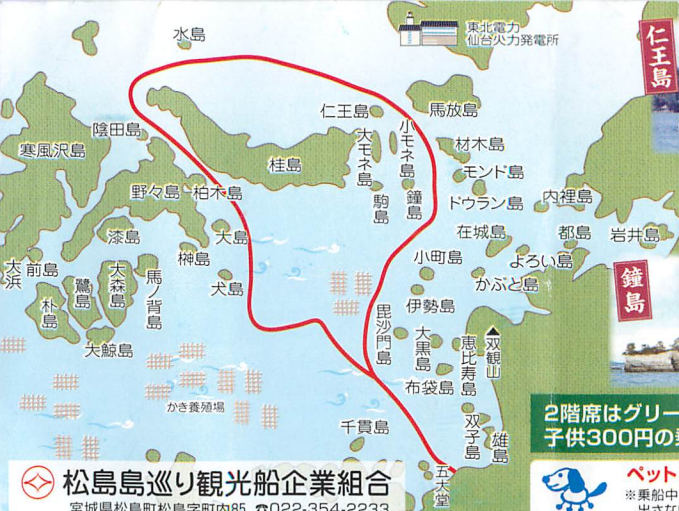 水島
東北電力
仙台火力発電所
仁王島
仁王島
馬放島
小モネ島
大モネ島
陰田島
材木島
寒風沢島
桂島
モンド島
野々島
柏木島
駒島
鐘島
ドウラン島
内裡島
漆島
大島
在城島
都島
岩井島
榊島
小町島
よろい島
大浜
前島
鷺島
大森島
馬ノ背島
犬島
かぶと島
鐘島
朴島
伊勢島
毘沙門島
大黒島
恵比寿島
双観山
大鯨島
布袋島
かき養殖場
2階席はグリー
子供300円の
千貫島
双子島
雄島
五大堂
松島島巡り観光船企業組合
宮城県松島町松島字町内85 ☎022-354-2233
ペット
※乗船中